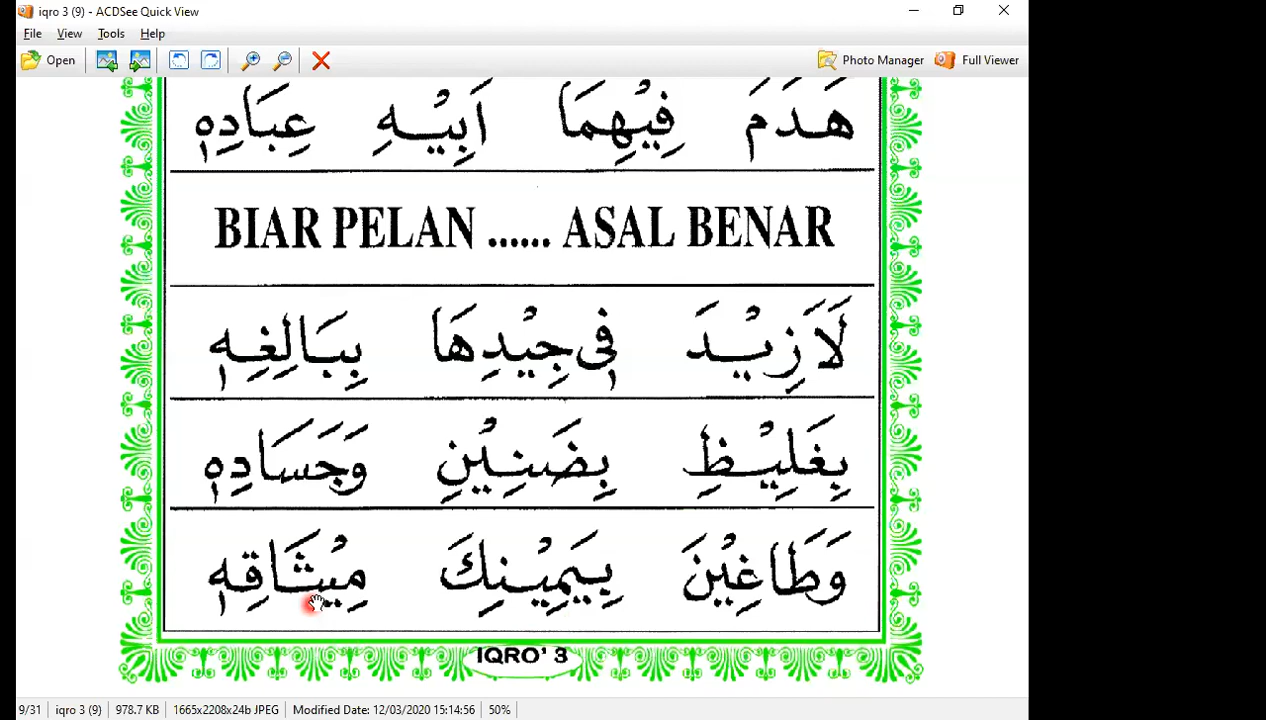 iqro 3 (9) - ACDSee Quick View
File View Tools Help
Open Photo Manager Full Viewer
هَدَمَ فِيْهِمَا اَبِيْهِ عِبَادِهٖ
BIAR PELAN ...... ASAL BENAR
لَاَزِيْدَ فِٖى جِيْدِهَا بِبَالِغِهٖ
بِغَلِيْظِ بِضَنِيْنِ وَجَسَادِهٖ
وَطَاغِيْنَ بِيَمِيْنِكَ مِيْثَاقِهٖ
IQRO' 3
9/31 iqro 3 (9) 978.7 KB 1665x2208x24b JPEG Modified Date: 12/03/2020 15:14:56 50%